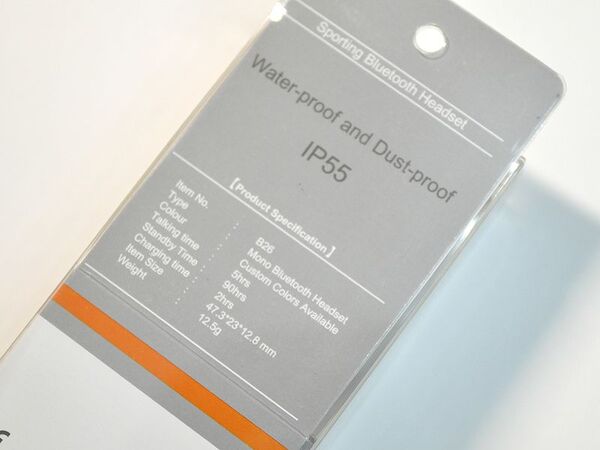 Sporting Bluetooth Headset
Water-proof and Dust-proof
IP55
【Product Specification】
Item No. : B26
Type : Mono Bluetooth Headset
Colour : Custom Colors Available
Talking time : 5hrs
Standby Time : 90hrs
Charging time : 2hrs
Item Size : 47.3*23*12.8 mm
Weight : 12.5g